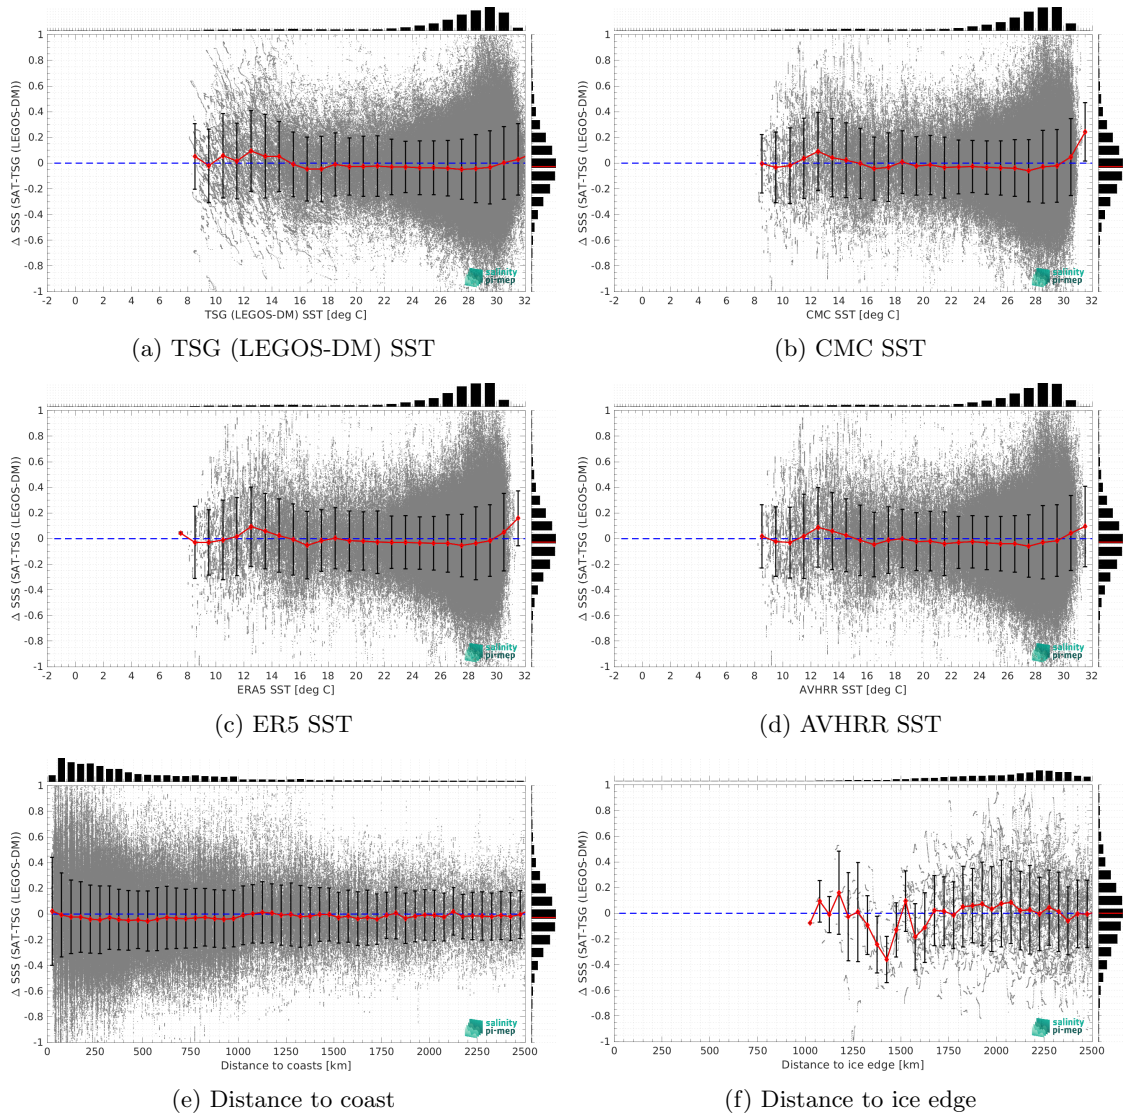 1
0.8
0.6
0.4
0.2
0
-0.2
-0.4
-0.6
-0.8
-1
Δ SSS (SAT-TSG (LEGOS-DM))
salinity
pi-mep
-2 0 2 4 6 8 10 12 14 16 18 20 22 24 26 28 30 32
TSG (LEGOS-DM) SST [deg C]
(a) TSG (LEGOS-DM) SST
1
0.8
0.6
0.4
0.2
0
-0.2
-0.4
-0.6
-0.8
-1
Δ SSS (SAT-TSG (LEGOS-DM))
salinity
pi-mep
-2 0 2 4 6 8 10 12 14 16 18 20 22 24 26 28 30 32
CMC SST [deg C]
(b) CMC SST
1
0.8
0.6
0.4
0.2
0
-0.2
-0.4
-0.6
-0.8
-1
Δ SSS (SAT-TSG (LEGOS-DM))
salinity
pi-mep
-2 0 2 4 6 8 10 12 14 16 18 20 22 24 26 28 30 32
ERA5 SST [deg C]
(c) ER5 SST
1
0.8
0.6
0.4
0.2
0
-0.2
-0.4
-0.6
-0.8
-1
Δ SSS (SAT-TSG (LEGOS-DM))
salinity
pi-mep
-2 0 2 4 6 8 10 12 14 16 18 20 22 24 26 28 30 32
AVHRR SST [deg C]
(d) AVHRR SST
1
0.8
0.6
0.4
0.2
0
-0.2
-0.4
-0.6
-0.8
-1
Δ SSS (SAT-TSG (LEGOS-DM))
salinity
pi-mep
0 250 500 750 1000 1250 1500 1750 2000 2250 2500
Distance to coasts [km]
(e) Distance to coast
1
0.8
0.6
0.4
0.2
0
-0.2
-0.4
-0.6
-0.8
-1
Δ SSS (SAT-TSG (LEGOS-DM))
salinity
pi-mep
0 250 500 750 1000 1250 1500 1750 2000 2250 2500
Distance to ice edge [km]
(f) Distance to ice edge